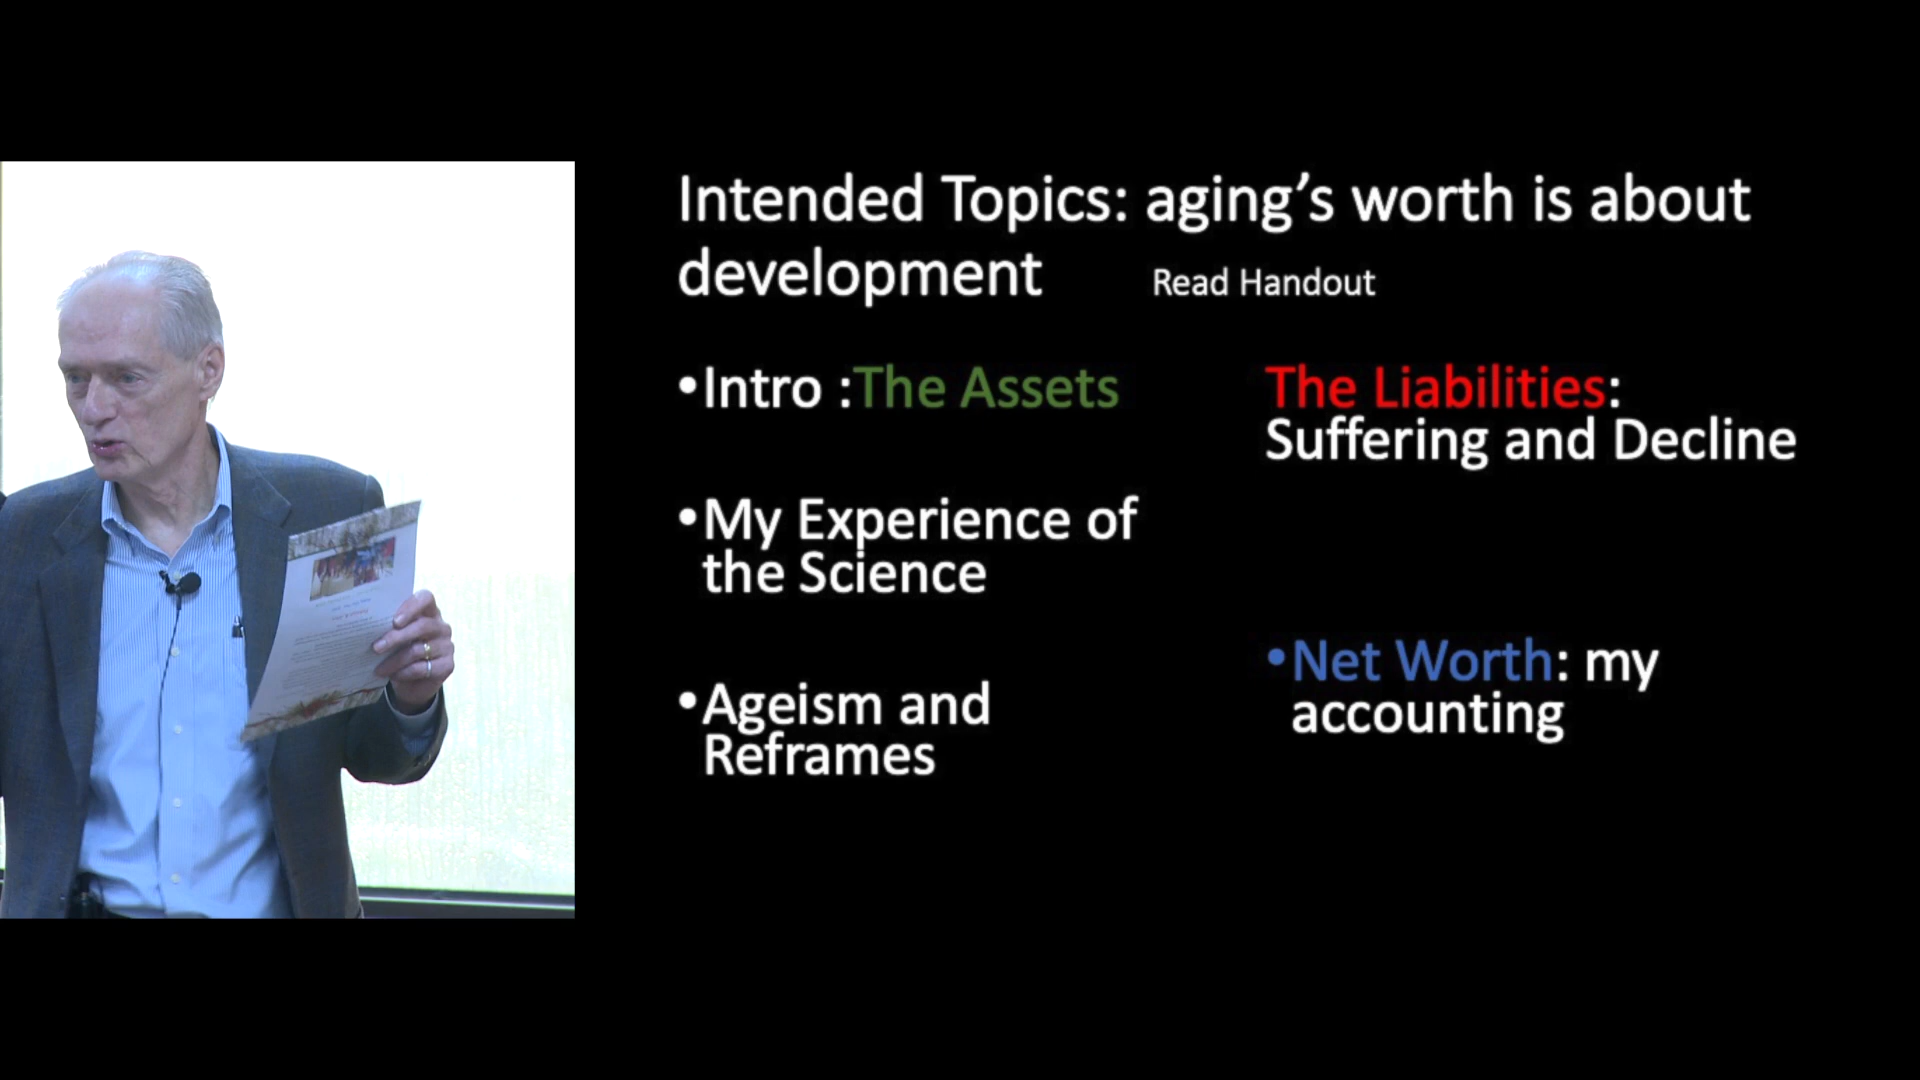 Intended Topics: aging’s worth is about
development Read Handout
•Intro :The Assets
•My Experience of
the Science
•Ageism and
Reframes
The Liabilities:
Suffering and Decline
•Net Worth: my
accounting